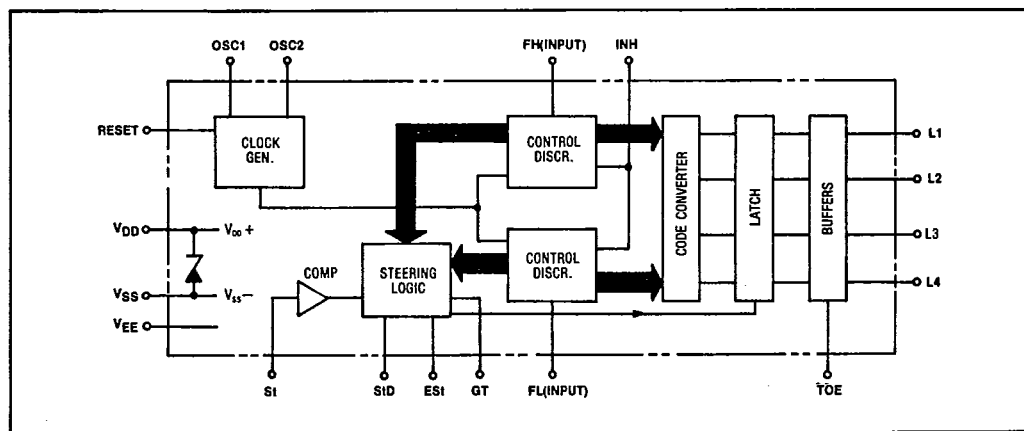 OSC1 OSC2 FH(INPUT) INH
RESET
CLOCK
GEN.
CONTROL
DISCR.
CODE CONVERTER
LATCH
BUFFERS
L1
L2
L3
L4
VDD
VDD+
VSS
VSS−
VEE
COMP
STEERING
LOGIC
CONTROL
DISCR.
St StD ESt GT FL(INPUT) TOE